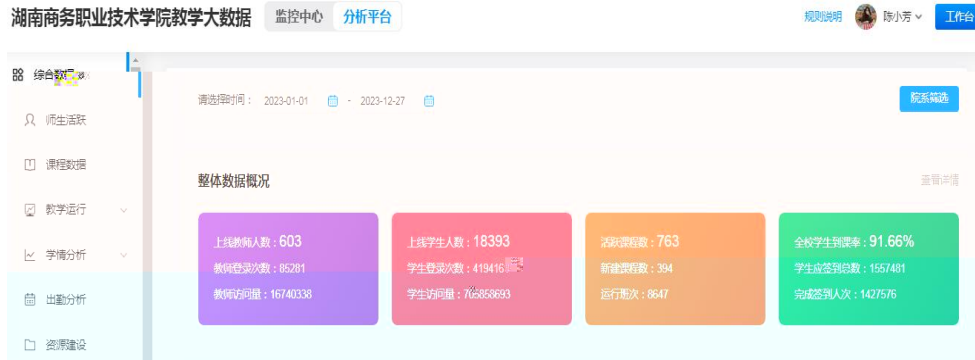 湖南商务职业技术学院教学大数据 监控中心 分析平台 规则说明 陈小芳 工作台
综合数据
请选择时间： 2023-01-01 - 2023-12-27 院系筛选
师生活跃
课程数据
整体数据概况 查看详情
教学运行
上线教师人数：603 上线学生人数：18393 活跃课程数：763 全校学生到课率：91.66%
学情分析
教师登录次数：85281 学生登录次数：419416 新建课程数：394 学生应签到总数：1557481
教师访问量：16740338 学生访问量：705858693 运行班次：8647 完成签到人次：1427576
出勤分析
资源建设